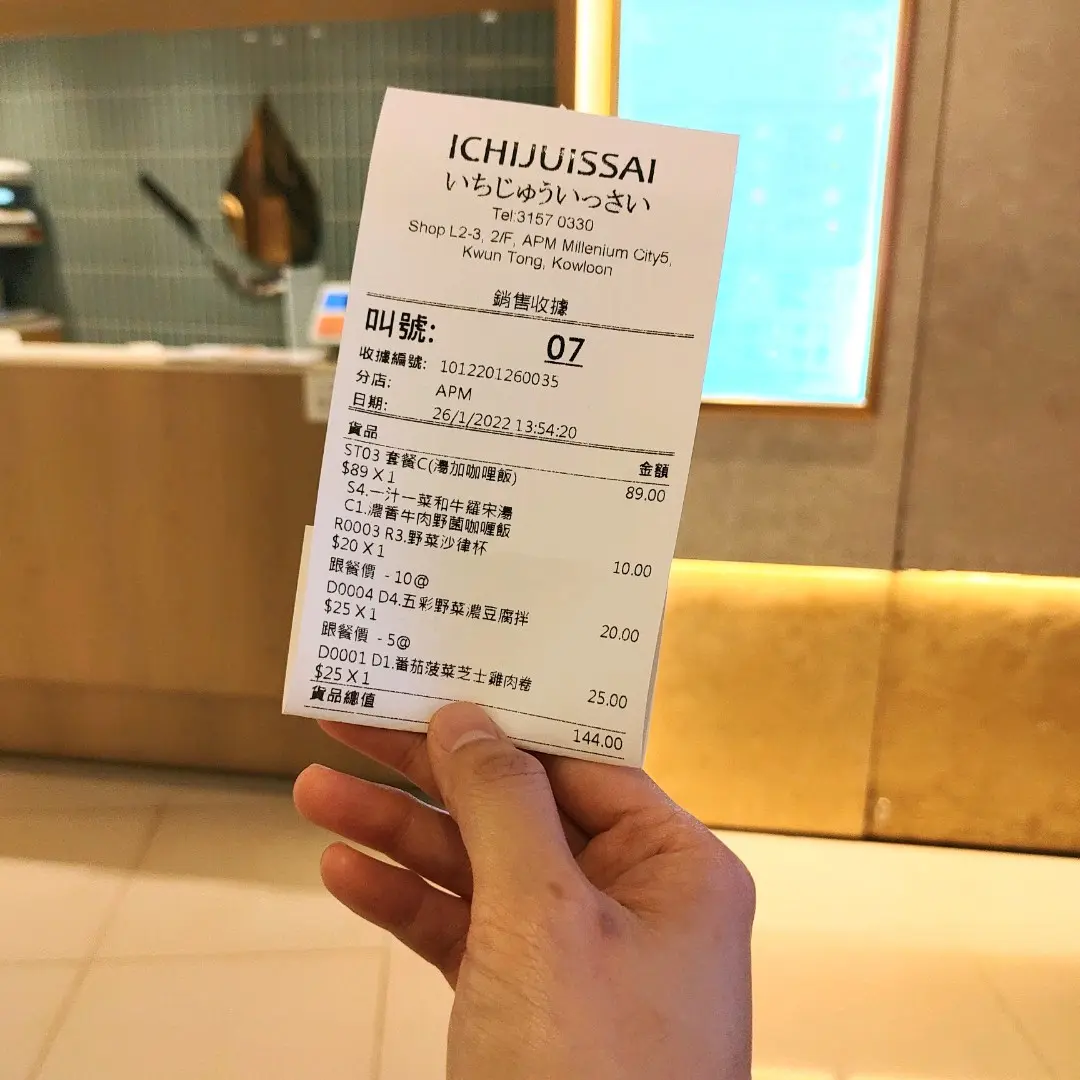 ICHIJUiSSAI
いちじゅういっさい
Tel:3157 0330
Shop L2-3, 2/F, APM Millenium City5,
Kwun Tong, Kowloon
銷售收據
叫號: 07
收據編號: 1012201260035
分店: APM
日期: 26/1/2022 13:54:20
貨品 金額
ST03 套餐C(湯加咖哩飯) 89.00
$89 X 1
S4.一汁一菜和牛羅宋湯
C1.濃香牛肉野菌咖喱飯
R0003 R3.野菜沙律杯 10.00
$20 X 1
跟餐價 - 10@
D0004 D4.五彩野菜濃豆腐拌 20.00
$25 X 1
跟餐價 - 5@
D0001 D1.番茄菠菜芝士雞肉卷 25.00
$25 X 1
貨品總值 144.00